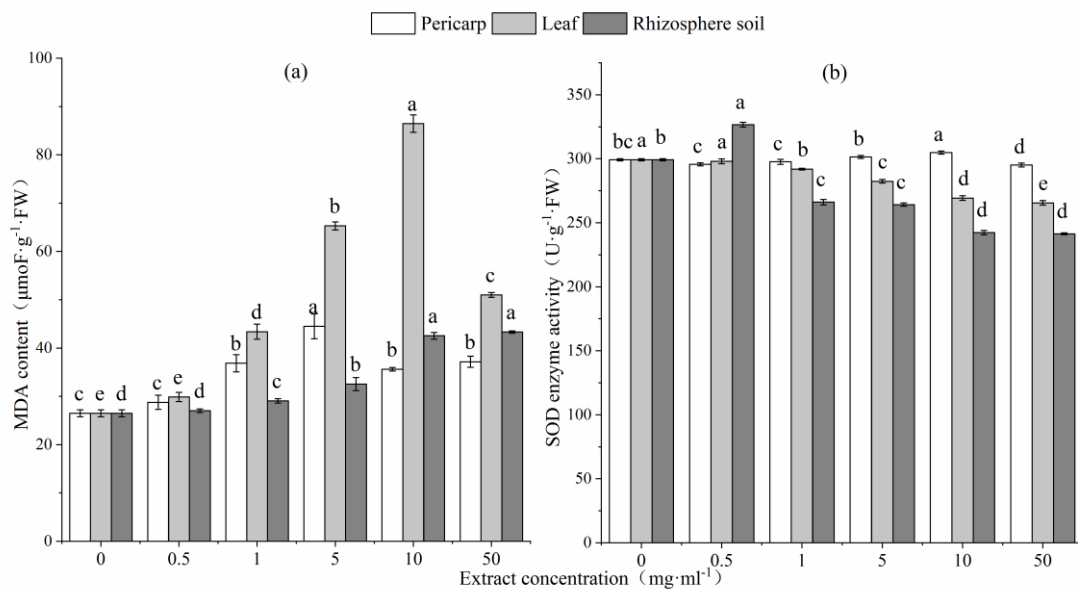 Pericarp Leaf Rhizosphere soil
(a)
MDA content（μmoF·g-1·FW）
100
80
60
40
20
0
c e d
c e d
b d c
a b b
b a a
b c a
0 0.5 1 5 10 50
(b)
SOD enzyme activity（U·g-1·FW）
350
300
250
200
150
100
50
0
bc a b
c a a
c b c
b c c
a d d
d e d
0 0.5 1 5 10 50
Extract concentration（mg·ml-1）